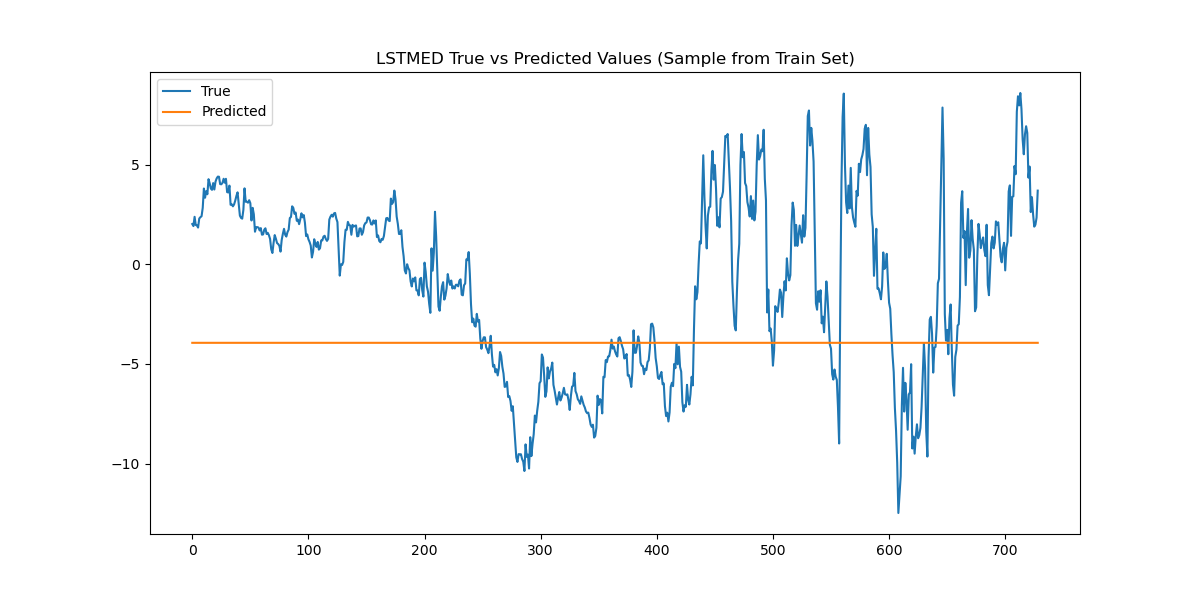 LSTMED True vs Predicted Values (Sample from Train Set)
True
Predicted
5
0
−5
−10
0 100 200 300 400 500 600 700